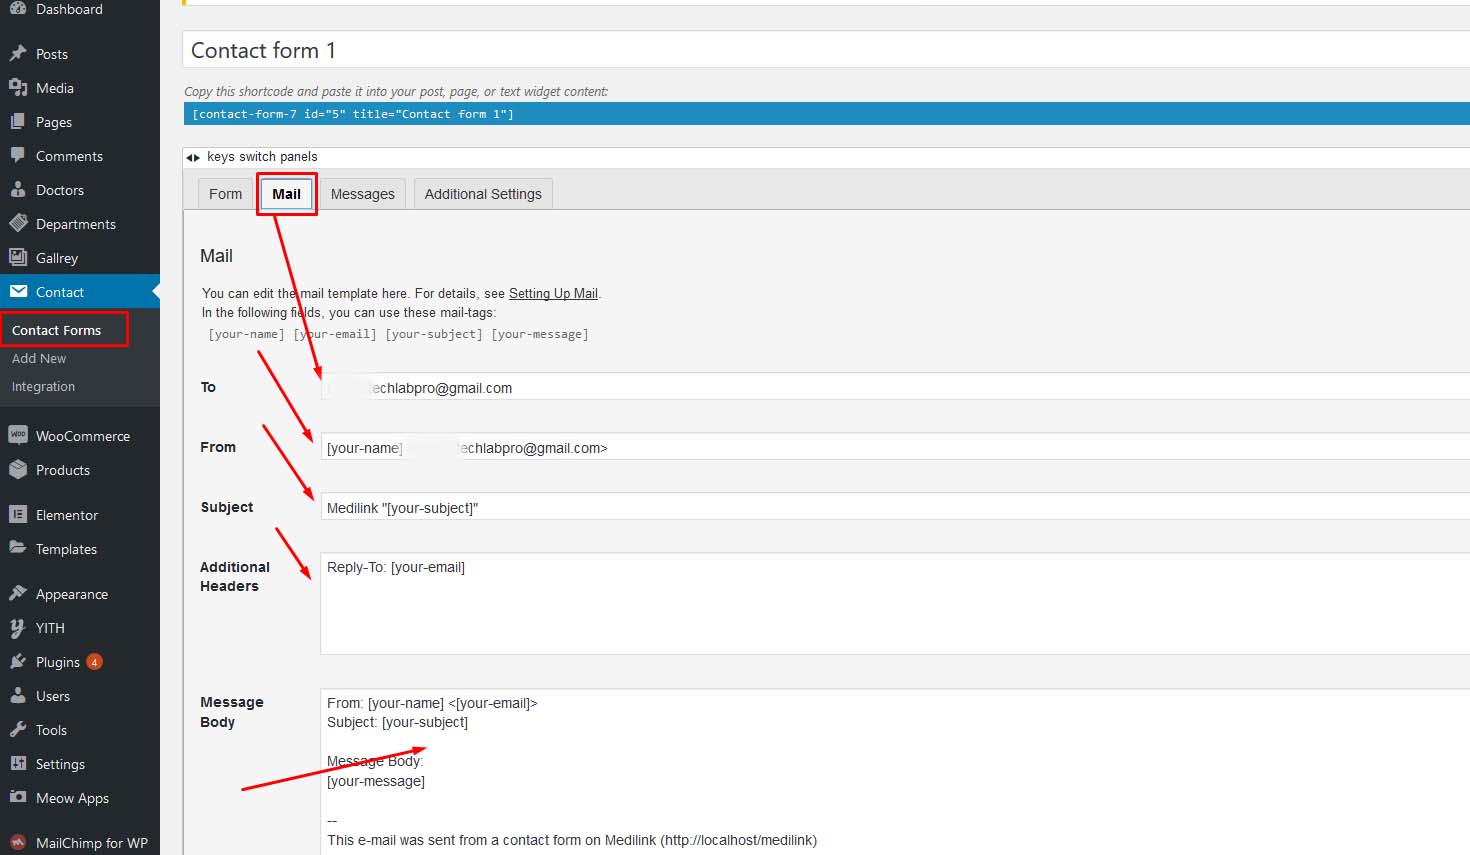 Dashboard
Posts
Media
Pages
Comments
Doctors
Departments
Gallrey
Contact
Contact Forms
Add New
Integration
WooCommerce
Products
Elementor
Templates
Appearance
YITH
Plugins 4
Users
Tools
Settings
Meow Apps
MailChimp for WP
Contact form 1
Copy this shortcode and paste it into your post, page, or text widget content:
[contact-form-7 id="5" title="Contact form 1"]
keys switch panels
Form Mail Messages Additional Settings
Mail
You can edit the mail template here. For details, see Setting Up Mail.
In the following fields, you can use these mail-tags:
[your-name] [your-email] [your-subject] [your-message]
To
techlabpro@gmail.com
From
[your-name] techlabpro@gmail.com>
Subject
Medilink "[your-subject]"
Additional
Headers
Reply-To: [your-email]
Message
Body
From: [your-name] <[your-email]>
Subject: [your-subject]
Message Body:
[your-message]
--
This e-mail was sent from a contact form on Medilink (http://localhost/medilink)